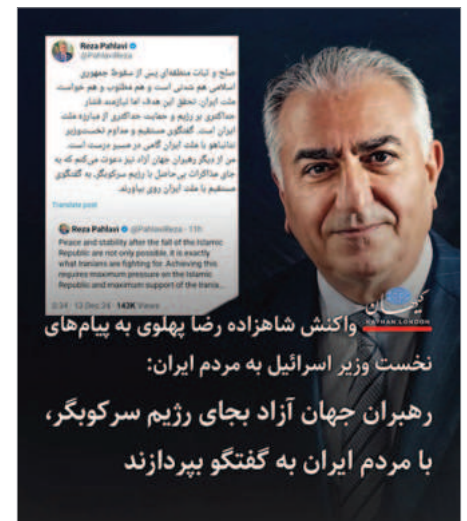 Reza Pahlavi
@PahlaviReza
صلح و ثبات منطقه‌ای پس از سقوط جمهوری
اسلامی هم شدنی است و هم مطلوب و هم خواست
ملت ایران. تحقق این هدف اما نیازمند فشار
حداکثری بر رژیم و حمایت حداکثری از مبارزه ملت
ایران است. گفتگوی مستقیم و مداوم نخست‌وزیر
نتانیاهو با ملت ایران گامی در مسیر درست است.
من از دیگر رهبران جهان آزاد نیز دعوت می‌کنم که به
جای مذاکرات بی‌حاصل با رژیم سرکوبگر، به گفتگوی
مستقیم با ملت ایران روی بیاورند.
Translate post
Reza Pahlavi @PahlaviReza · 11h
Peace and stability after the fall of the Islamic
Republic are not only possible, it is exactly
what Iranians are fighting for. Achieving this
requires maximum pressure on the Islamic
Republic and maximum support of the Irania...
0:34 · 13 Dec 24 · 142K Views
کیهان
KAYHAN LONDON
واکنش شاهزاده رضا پهلوی به پیام‌های
نخست وزیر اسرائیل به مردم ایران:
رهبران جهان آزاد بجای رژیم سرکوبگر،
با مردم ایران به گفتگو بپردازند